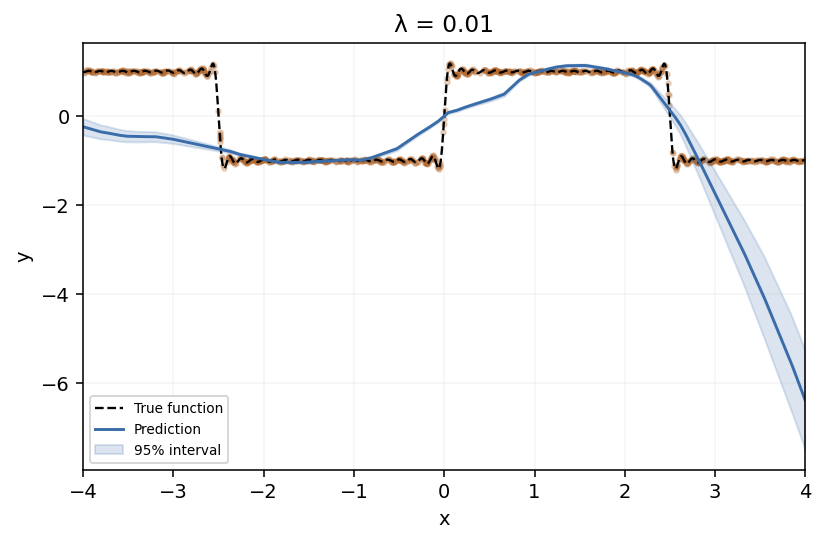 λ = 0.01
y
0
−2
−4
−6
True function
Prediction
95% interval
−4 −3 −2 −1 0 1 2 3 4
x